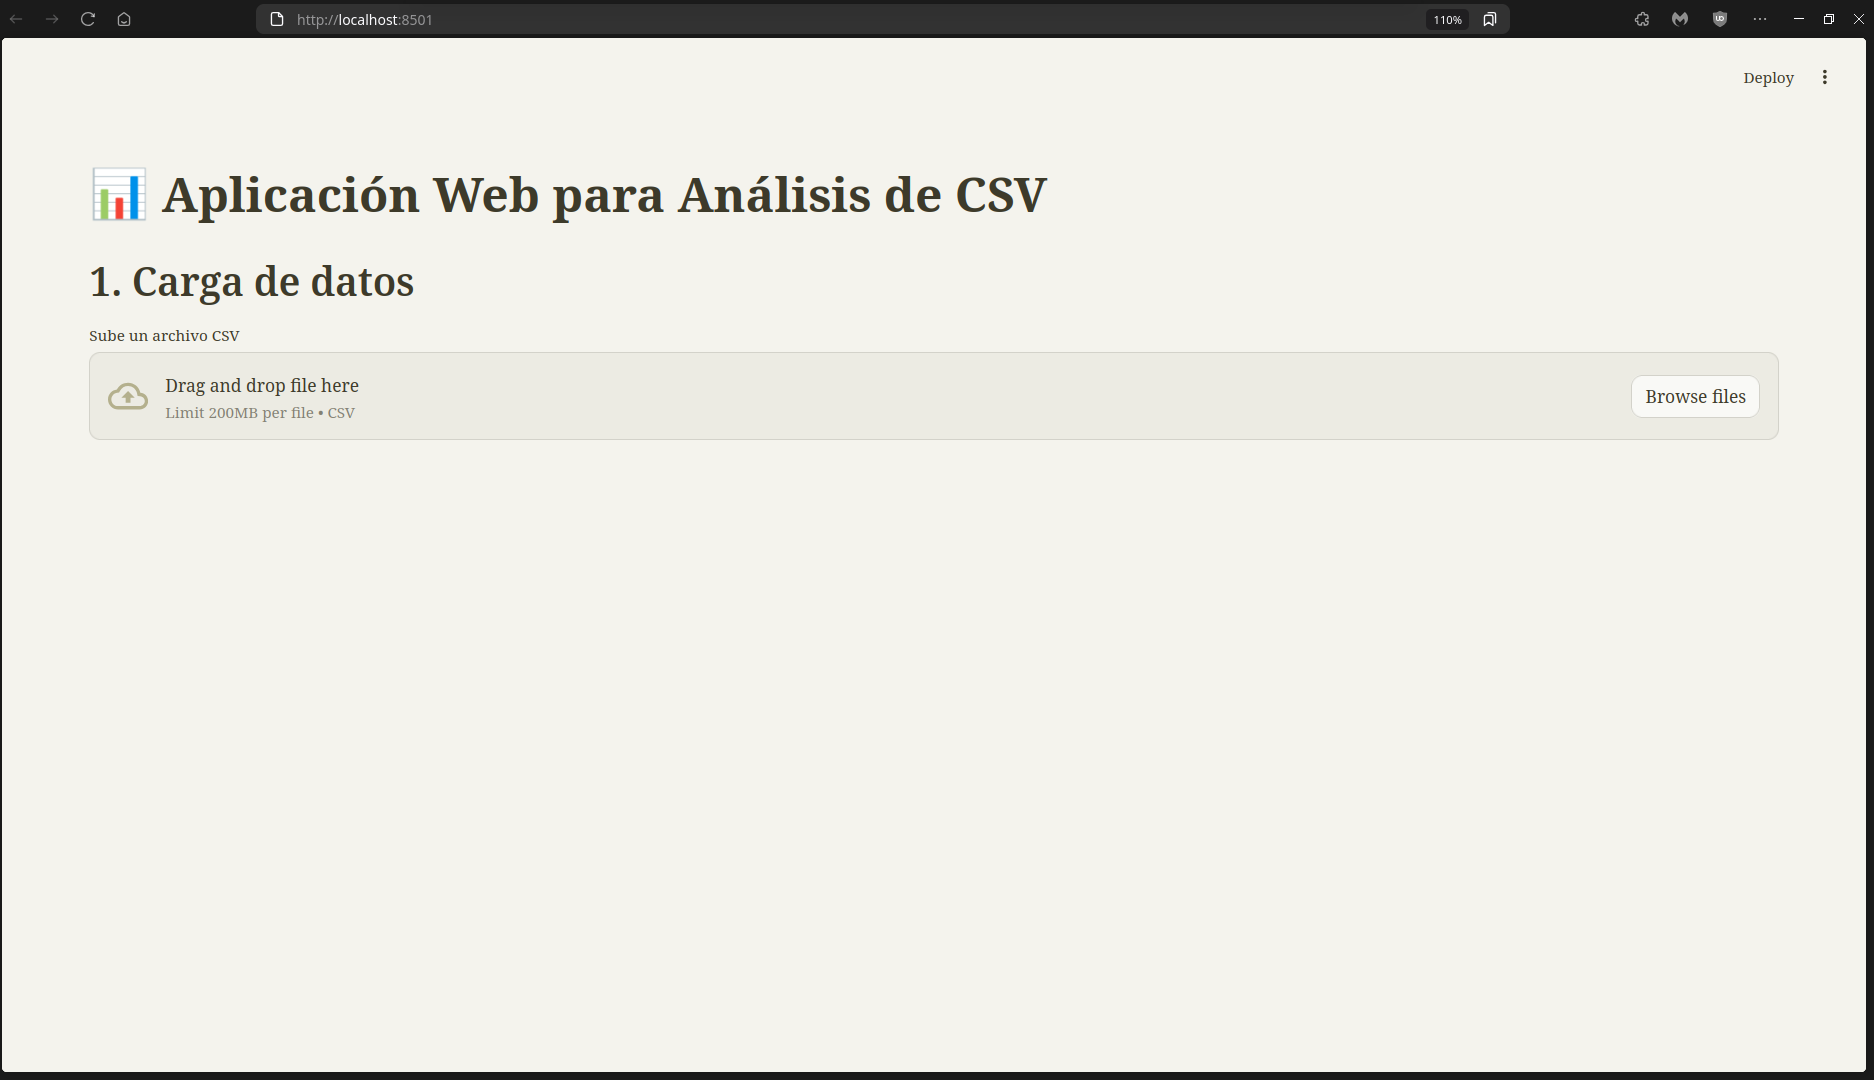 http://localhost:8501
110%
Deploy
Aplicación Web para Análisis de CSV
1. Carga de datos
Sube un archivo CSV
Drag and drop file here
Limit 200MB per file • CSV
Browse files